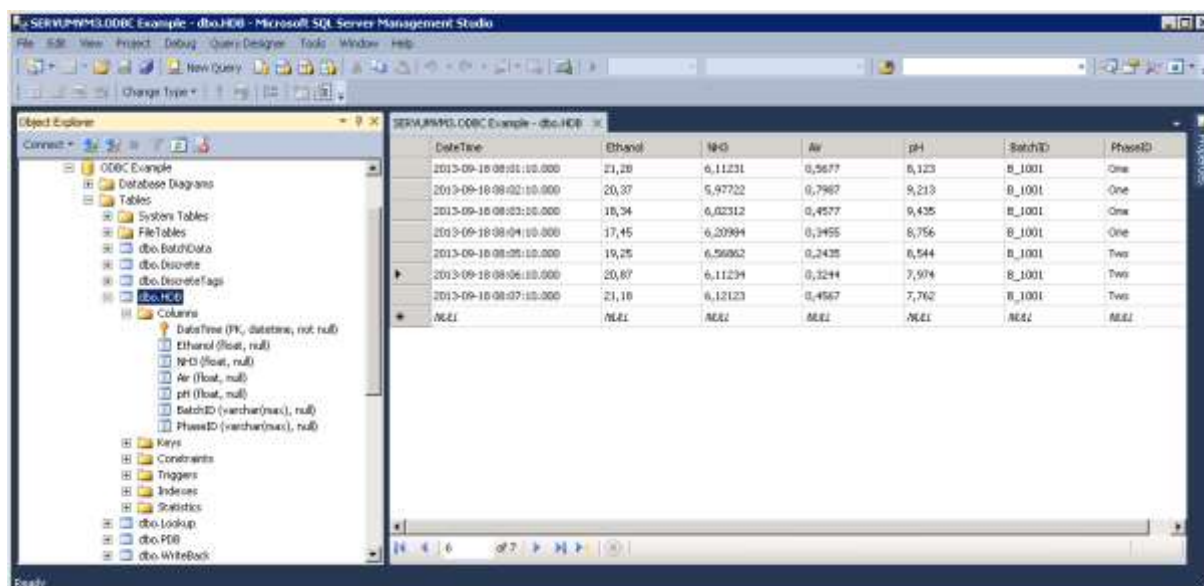 SERVUMVM3.ODBC Example - dbo.HDB - Microsoft SQL Server Management Studio
File Edit View Project Debug Query Designer Tools Window Help
New Query
Change Type
Object Explorer
Connect
ODBC Example
Database Diagrams
Tables
System Tables
FileTables
dbo.BatchData
dbo.Discrete
dbo.DiscreteTags
dbo.HDB
Columns
DateTime (PK, datetime, not null)
Ethanol (float, null)
NH3 (float, null)
Air (float, null)
pH (float, null)
BatchID (varchar(max), null)
PhaseID (varchar(max), null)
Keys
Constraints
Triggers
Indexes
Statistics
dbo.Lookup
dbo.PDB
dbo.WriteBack
SERVUMVM3.ODBC Example - dbo.HDB
DateTime Ethanol NH3 Air pH BatchID PhaseID
2013-09-18 08:01:10.000 21,28 6,11231 0,5677 8,123 B_1001 One
2013-09-18 08:02:10.000 20,37 5,97722 0,7987 9,213 B_1001 One
2013-09-18 08:03:10.000 18,34 6,02312 0,4577 9,435 B_1001 One
2013-09-18 08:04:10.000 17,45 6,20984 0,3455 8,756 B_1001 One
2013-09-18 08:05:10.000 19,25 6,56862 0,2435 8,544 B_1001 Two
2013-09-18 08:06:10.000 20,87 6,11234 0,3244 7,974 B_1001 Two
2013-09-18 08:07:10.000 21,18 6,12123 0,4567 7,762 B_1001 Two
NULL NULL NULL NULL NULL NULL NULL
6 of 7
Properties
Ready